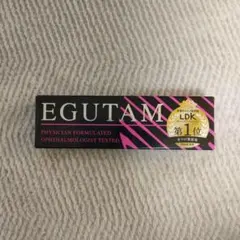 EGUTAM
PHYSICIAN FORMULATED
OPHTHALMOLOGIST TESTED
LDK
第1位